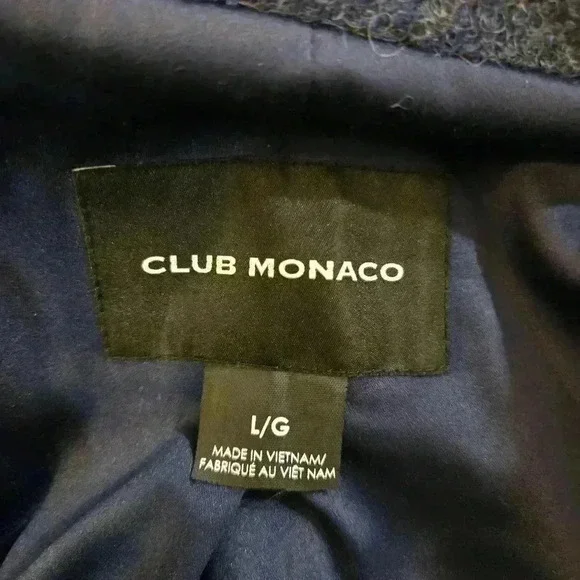 CLUB MONACO
L/G
MADE IN VIETNAM/
FABRIQUÉ AU VIÊT NAM